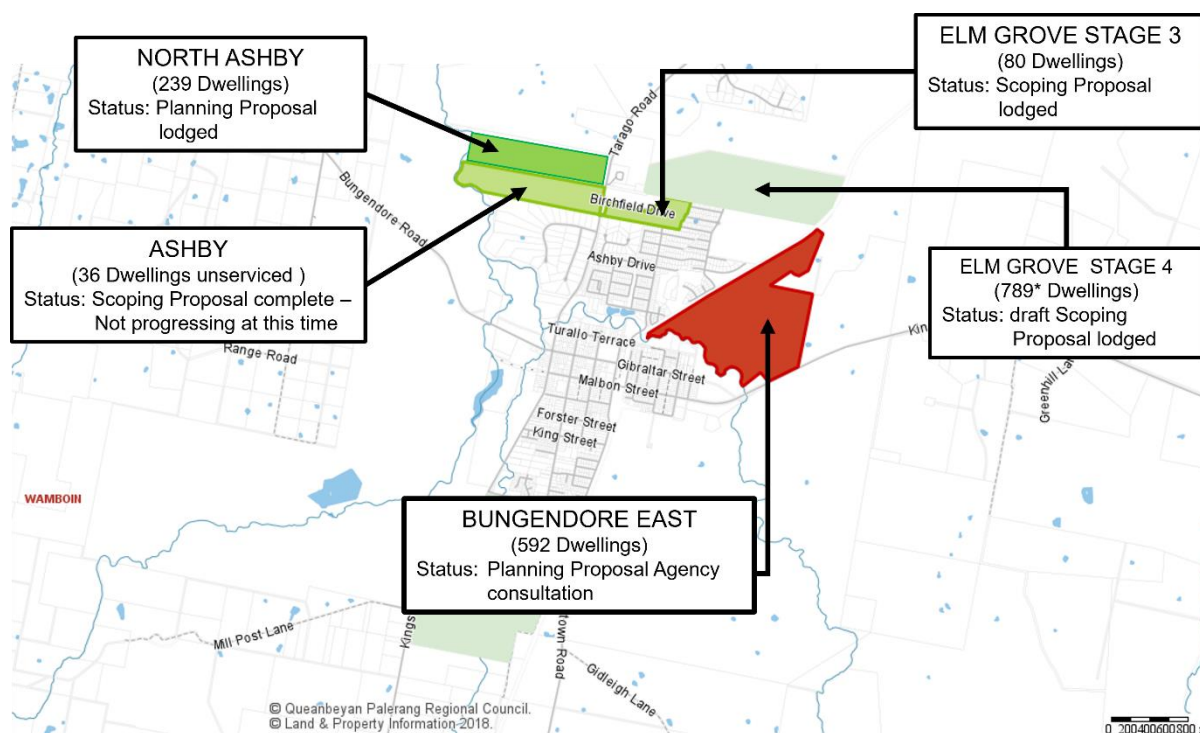 NORTH ASHBY
(239 Dwellings)
Status: Planning Proposal
lodged
ELM GROVE STAGE 3
(80 Dwellings)
Status: Scoping Proposal
lodged
Tarago Road
Bungendore Road
Birchfield Drive
ASHBY
(36 Dwellings unserviced )
Status: Scoping Proposal complete –
Not progressing at this time
Ashby Drive
ELM GROVE STAGE 4
(789* Dwellings)
Status: draft Scoping
Proposal lodged
Range Road
Turallo Terrace
Gibraltar Street
Malbon Street
Greenhill Lane
Forster Street
King Street
WAMBOIN
BUNGENDORE EAST
(592 Dwellings)
Status: Planning Proposal Agency
consultation
Mill Post Lane
Gidleigh Lane
© Queanbeyan Palerang Regional Council.
© Land & Property Information 2018.
0 200400600800